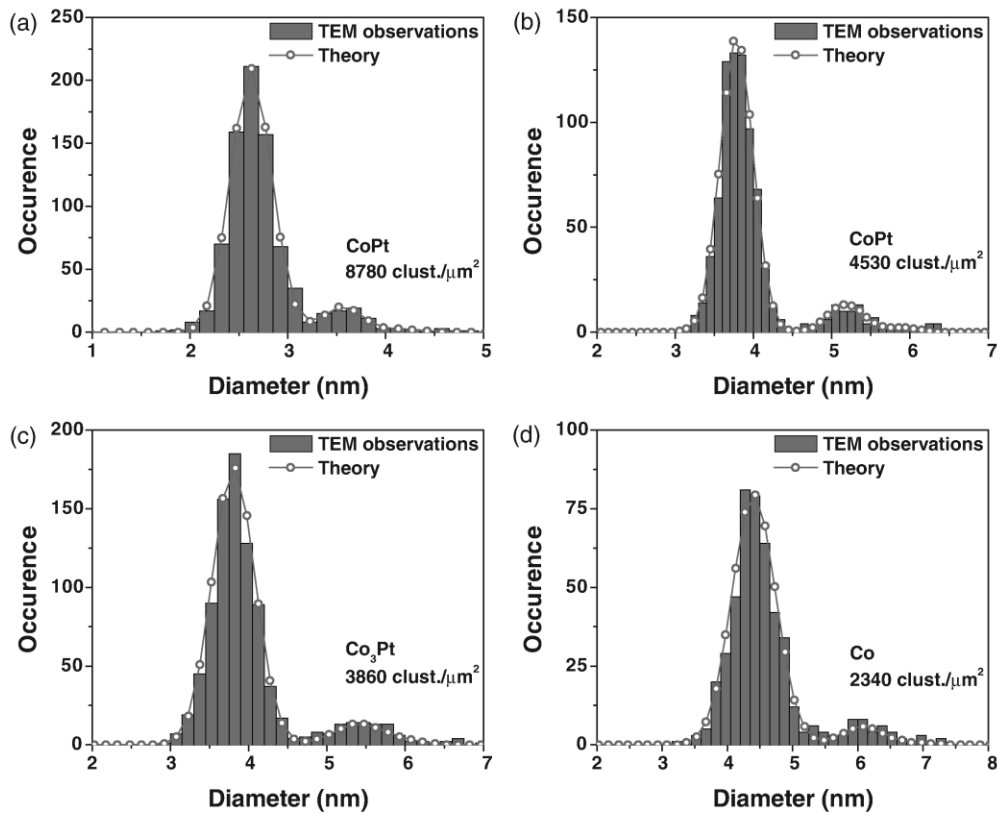 (a)
250
200
150
100
50
0
Occurence
TEM observations
Theory
CoPt
8780 clust./μm²
1 2 3 4 5
Diameter (nm)
(b)
150
100
50
0
Occurence
TEM observations
Theory
CoPt
4530 clust./μm²
2 3 4 5 6 7
Diameter (nm)
(c)
200
150
100
50
0
Occurence
TEM observations
Theory
Co₃Pt
3860 clust./μm²
2 3 4 5 6 7
Diameter (nm)
(d)
100
75
50
25
0
Occurence
TEM observations
Theory
Co
2340 clust./μm²
2 3 4 5 6 7 8
Diameter (nm)